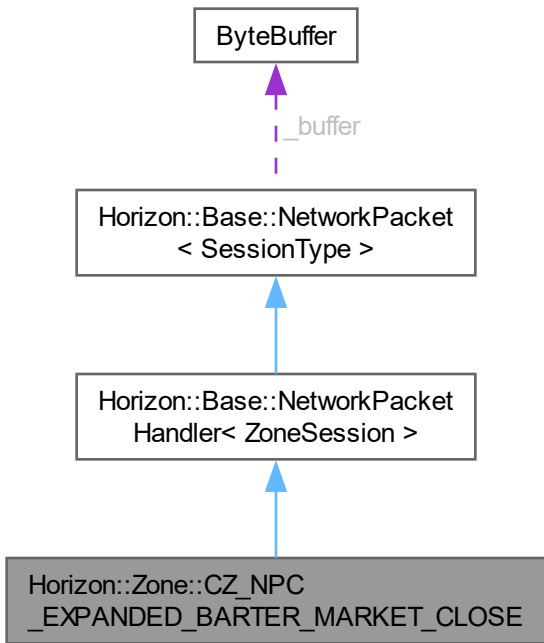 ByteBuffer
_buffer
Horizon::Base::NetworkPacket
< SessionType >
Horizon::Base::NetworkPacket
Handler< ZoneSession >
Horizon::Zone::CZ_NPC
_EXPANDED_BARTER_MARKET_CLOSE